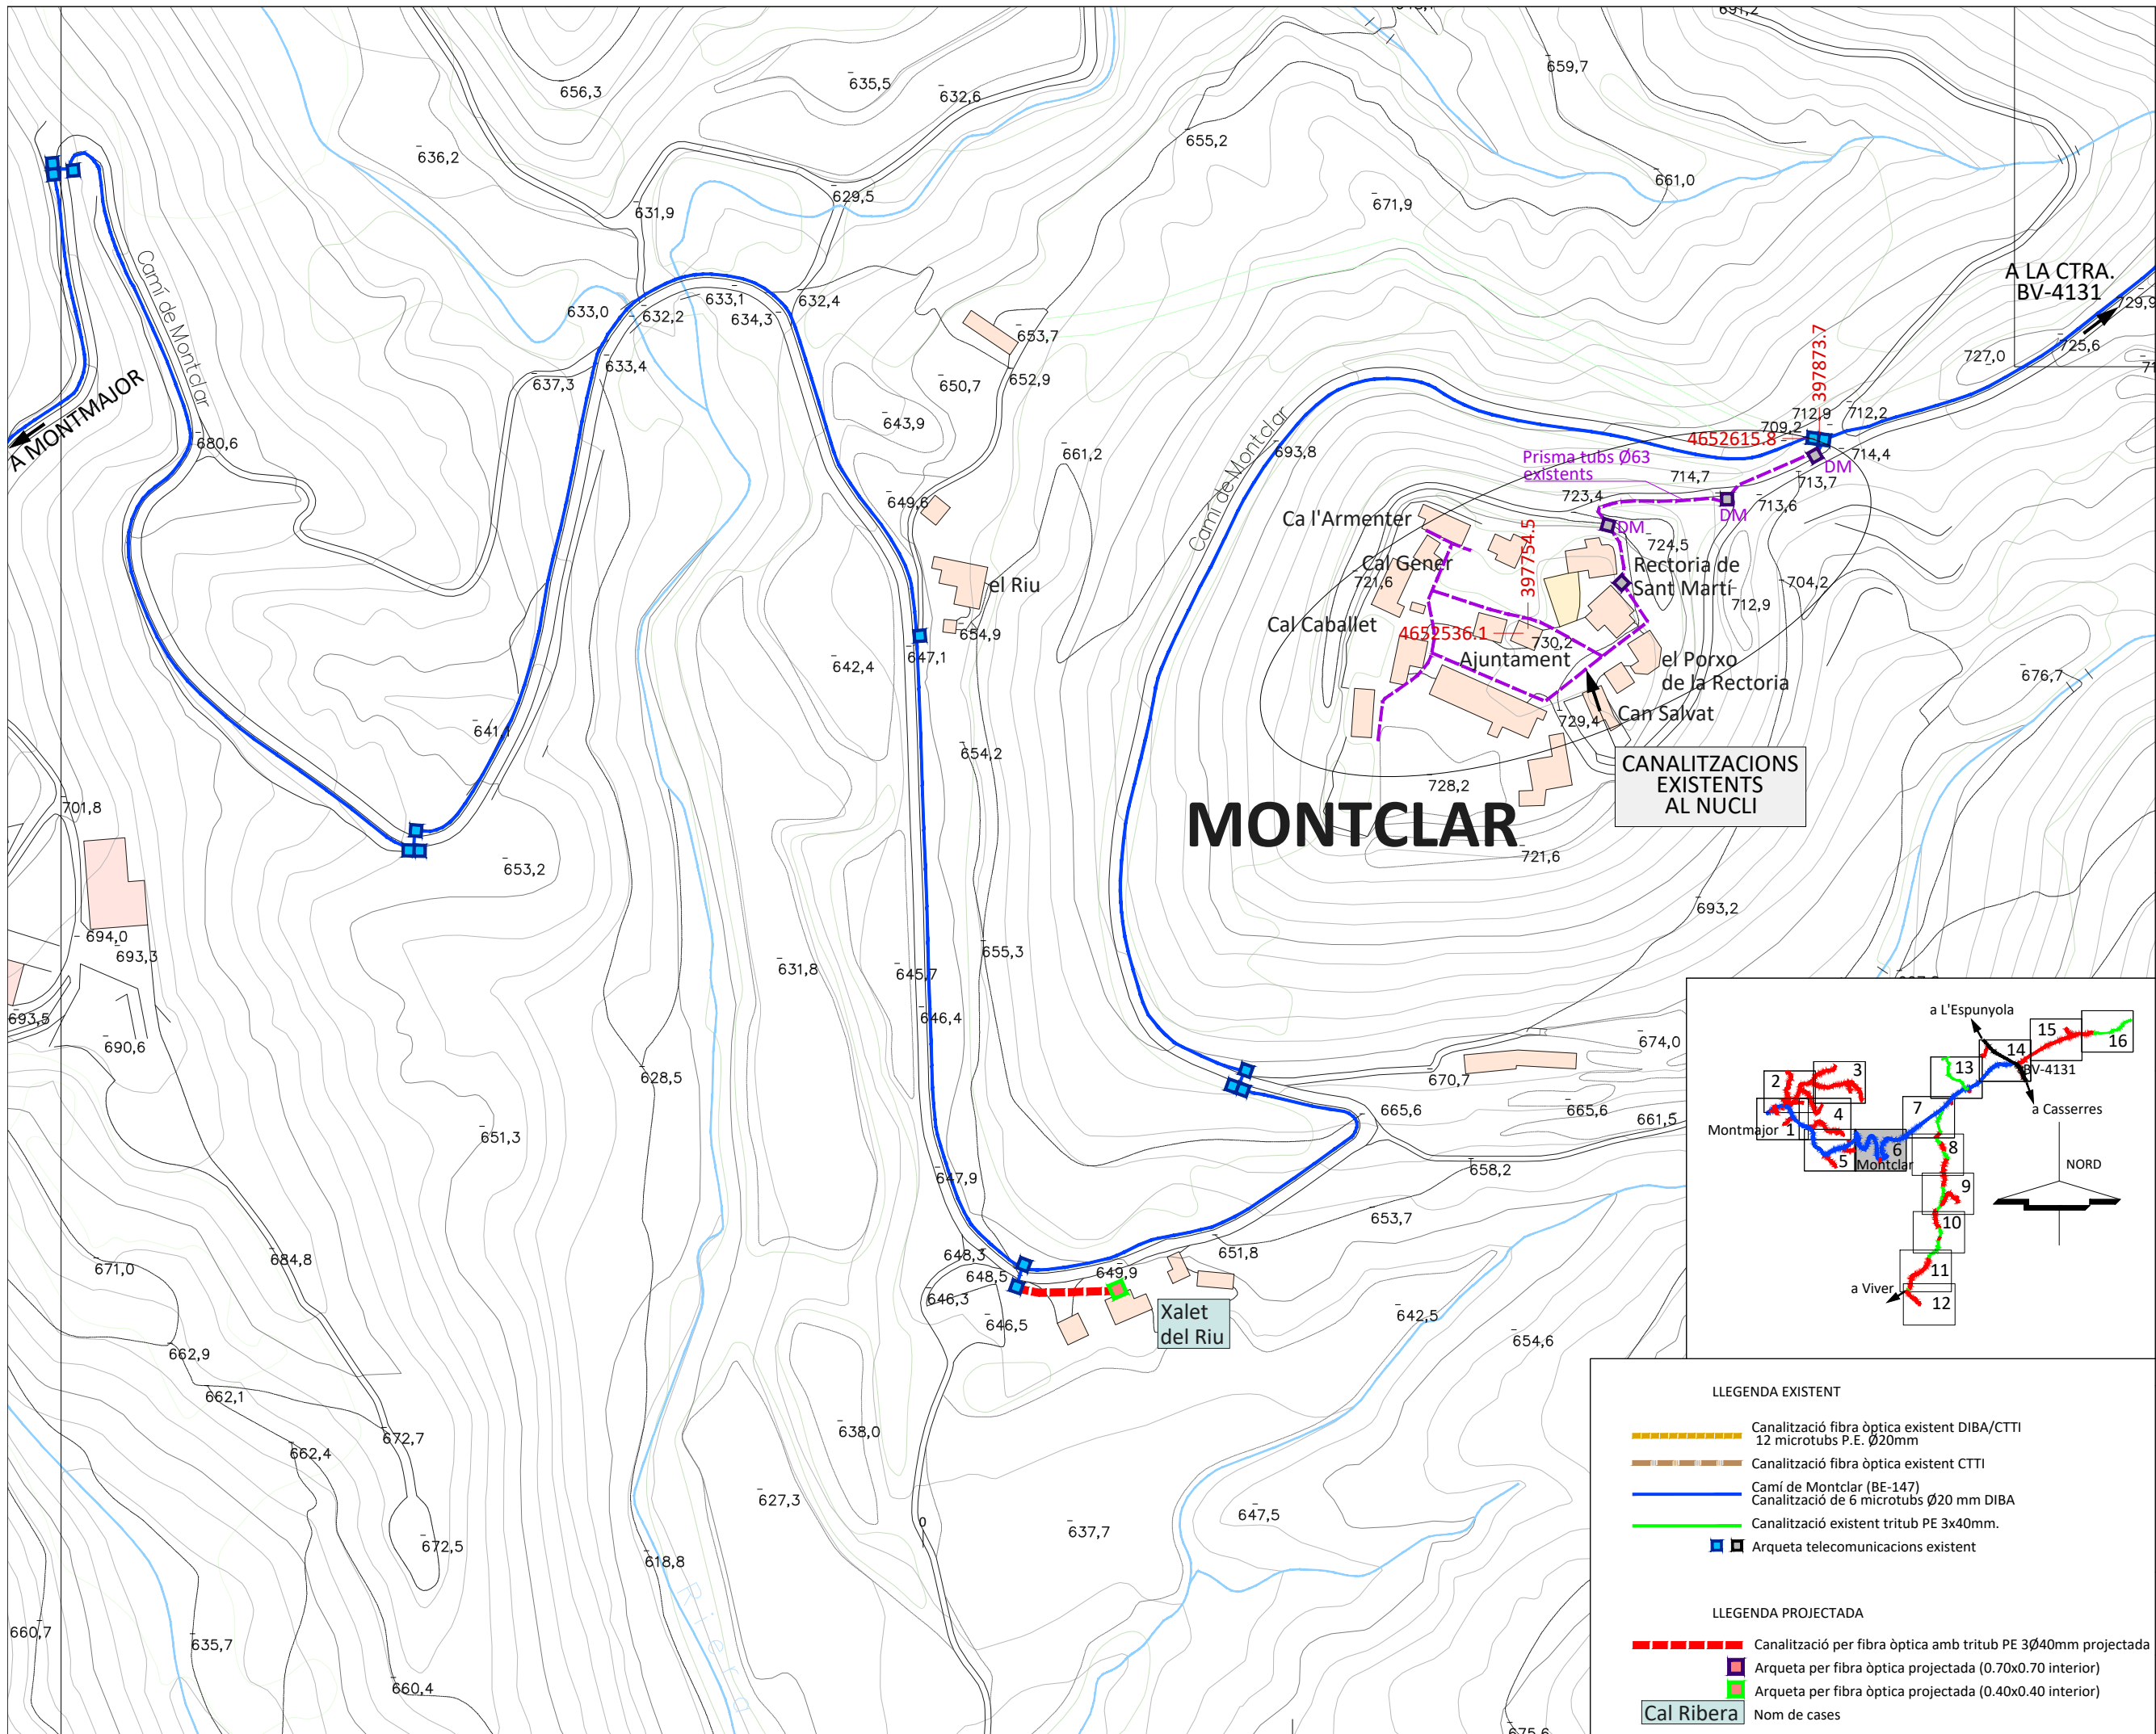 656,3
635,5
632,6
659,7
691,2
636,2
655,2
661,0
629,5
631,9
671,9
Camí de Montclar
A LA CTRA.
BV-4131
729,9
633,0
632,2
633,1
634,3
632,4
653,7
725,6
727,0
633,4
637,3
650,7
652,9
397873.7
A MONTMAJOR
680,6
643,9
661,2
Camí de Montclar
693,8
712,9
712,2
709,2
4652615.8
714,4
Prisma tubs Ø63
existents
714,7
DM
713,7
649,6
723,4
713,6
DM
Ca l'Armenter
DM
397754.5
724,5
Cal Gener
721,6
Rectoria de
Sant Martí
704,2
712,9
el Riu
654,9
Cal Caballet
4652536.1
730,2
647,1
642,4
Ajuntament
el Porxo
de la Rectoria
676,7
641,1
654,2
729,4
Can Salvat
CANALITZACIONS
EXISTENTS
AL NUCLI
728,2
701,8
MONTCLAR
721,6
653,2
694,0
693,3
693,2
655,3
631,8
645,7
693,5
646,4
690,6
674,0
628,5
670,7
665,6
665,6
661,5
651,3
658,2
647,9
653,7
684,8
671,0
648,3
651,8
648,5
649,9
646,3
646,5
Xalet
del Riu
642,5
654,6
662,9
662,1
672,7
662,4
638,0
627,3
647,5
0
637,7
672,5
618,8
660,7
635,7
660,4
675,6
a L'Espunyola
15
16
14
BV-4131
13
2
3
a Casserres
7
4
Montmajor
1
5
6
Montclar
8
NORD
9
10
11
a Viver
12
LLEGENDA EXISTENT
Canalització fibra òptica existent DIBA/CTTI
12 microtubs P.E. Ø20mm
Canalització fibra òptica existent CTTI
Camí de Montclar (BE-147)
Canalització de 6 microtubs Ø20 mm DIBA
Canalització existent tritub PE 3x40mm.
Arqueta telecomunicacions existent
LLEGENDA PROJECTADA
Canalització per fibra òptica amb tritub PE 3Ø40mm projectada
Arqueta per fibra òptica projectada (0.70x0.70 interior)
Arqueta per fibra òptica projectada (0.40x0.40 interior)
Cal Ribera
Nom de cases